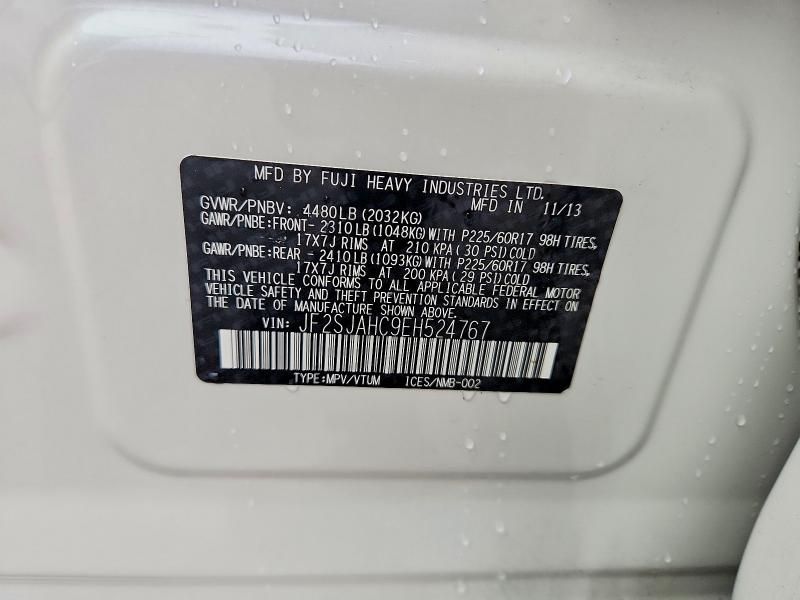 MFD BY FUJI HEAVY INDUSTRIES LTD.
MFD IN 11/13
GVWR/PNBV: 4480LB (2032KG)
GAWR/PNBE:FRONT- 2310LB (1048KG)WITH P225/60R17 98H TIRES,
17X7J RIMS AT 210 KPA ( 30 PSI)COLD
GAWR/PNBE:REAR - 2410LB (1093KG)WITH P225/60R17 98H TIRES,
17X7J RIMS AT 200 KPA ( 29 PSI)COLD
THIS VEHICLE CONFORMS TO ALL APPLICABLE FEDERAL MOTOR
VEHICLE SAFETY AND THEFT PREVENTION STANDARDS IN EFFECT ON
THE DATE OF MANUFACTURE SHOWN ABOVE.
VIN: JF2SJAHC9EH524767
TYPE:MPV/VTUM ICES/NMB-002